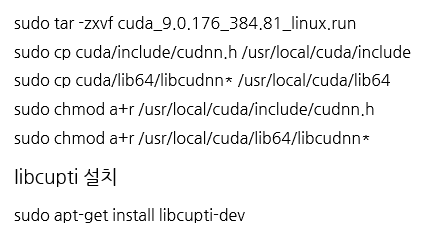 sudo tar -zxvf cuda_9.0.176_384.81_linux.run
sudo cp cuda/include/cudnn.h /usr/local/cuda/include
sudo cp cuda/lib64/libcudnn* /usr/local/cuda/lib64
sudo chmod a+r /usr/local/cuda/include/cudnn.h
sudo chmod a+r /usr/local/cuda/lib64/libcudnn*
libcupti 설치
sudo apt-get install libcupti-dev